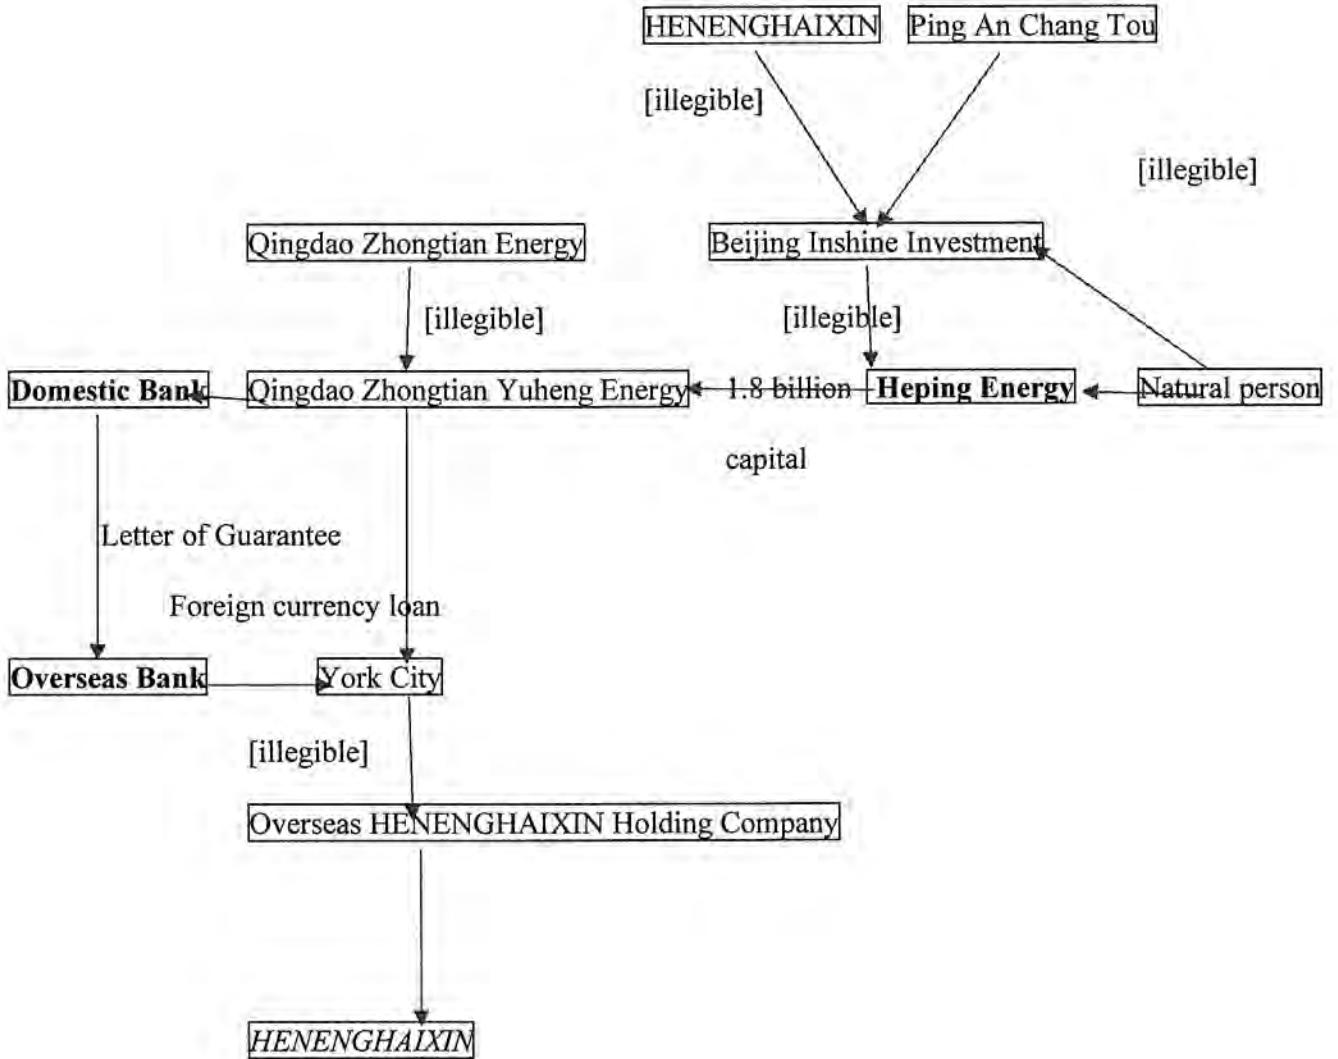 HENENGHAIXIN
Ping An Chang Tou
[illegible]
[illegible]
Qingdao Zhongtian Energy
Beijing Inshine Investment
[illegible]
[illegible]
Domestic Bank
Qingdao Zhongtian Yuheng Energy
1.8 billion
Heping Energy
Natural person
capital
Letter of Guarantee
Foreign currency loan
Overseas Bank
York City
[illegible]
Overseas HENENGHAIXIN Holding Company
HENENGHAIXIN